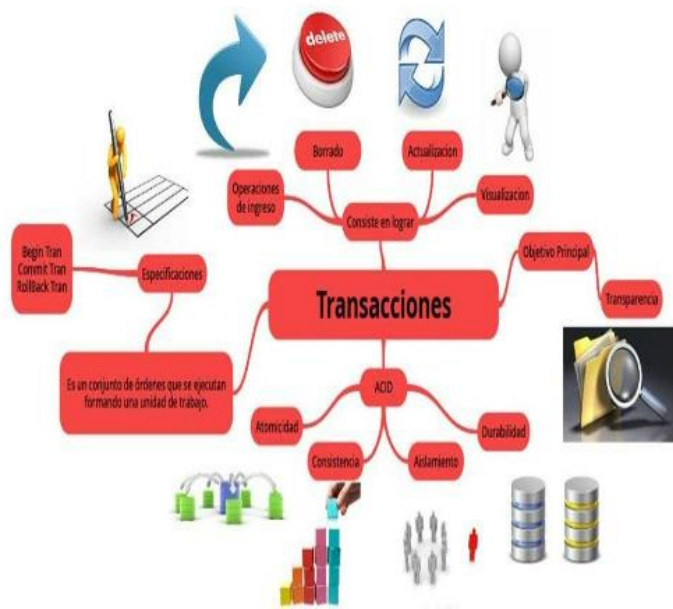 delete
Borrado
Actualizacion
Operaciones
de ingreso
Consiste en lograr
Visualizacion
Begin Tran
Commit Tran
RollBack Tran
Especificaciones
Objetivo Principal
Transacciones
Transparencia
Es un conjunto de órdenes que se ejecutan
formando una unidad de trabajo.
ACID
Atomicidad
Durabilidad
Consistencia
Aislamiento